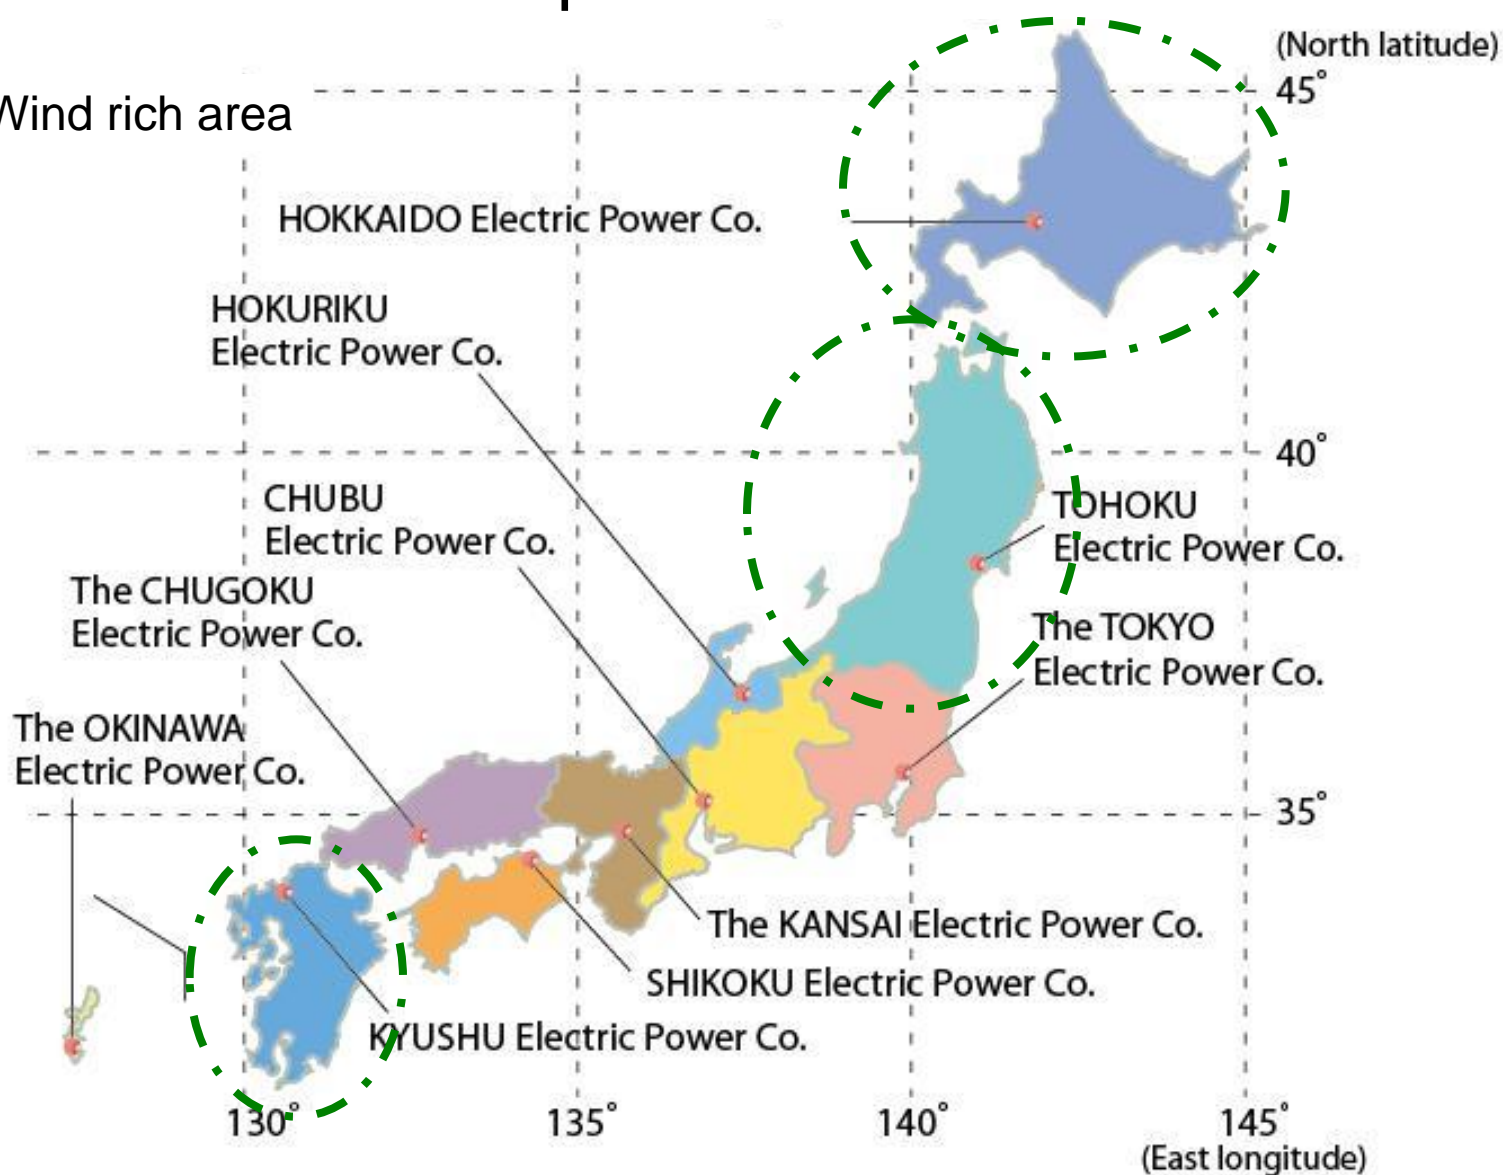 (North latitude)
45°
Wind rich area
HOKKAIDO Electric Power Co.
HOKURIKU
Electric Power Co.
40°
CHUBU
Electric Power Co.
TOHOKU
Electric Power Co.
The CHUGOKU
Electric Power Co.
The TOKYO
Electric Power Co.
The OKINAWA
Electric Power Co.
35°
The KANSAI Electric Power Co.
SHIKOKU Electric Power Co.
KYUSHU Electric Power Co.
130°
135°
140°
145°
(East longitude)